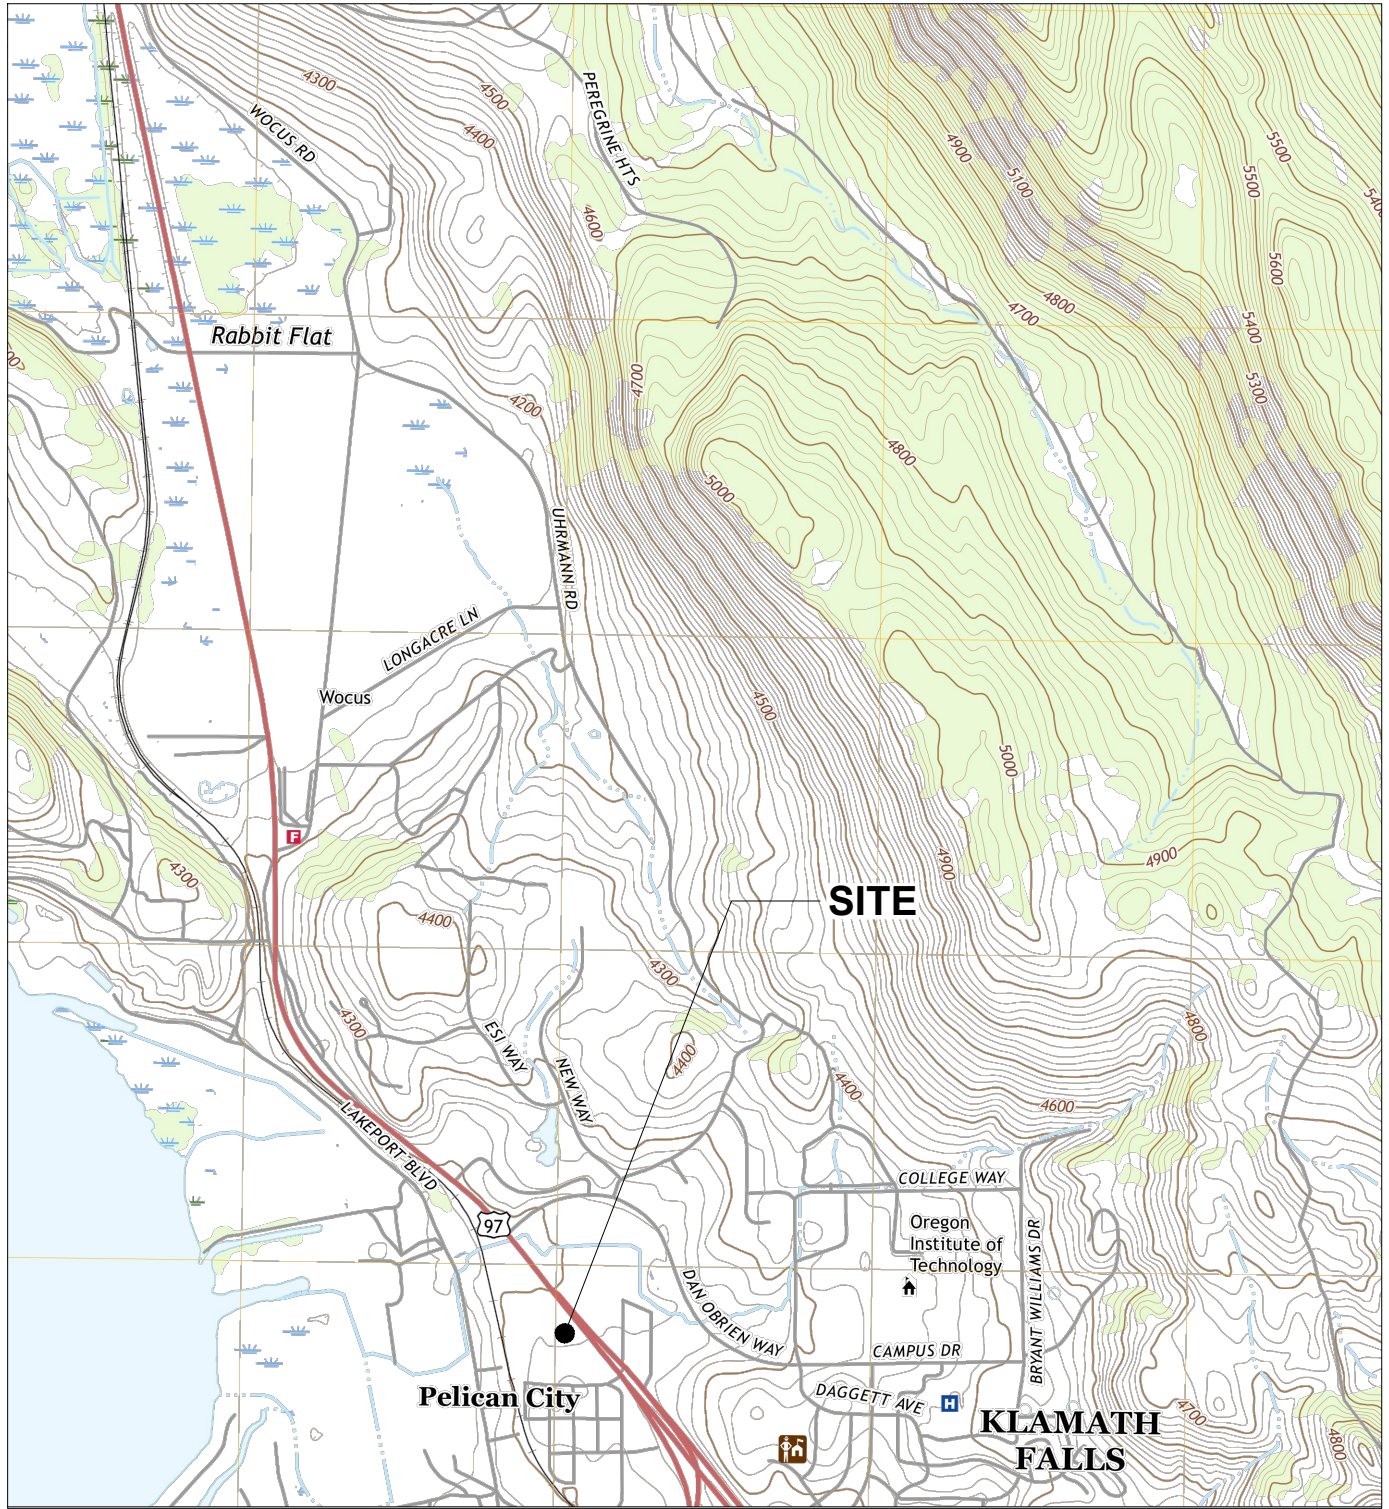 4300
4500
4400
WOCUS RD
PEREGRINE HTS
4900
5100
5500
5500
4600
5600
4800
4700
5400
5300
Rabbit Flat
4700
4200
4800
5000
UHRMANN RD
LONGACRE LN
Wocus
4500
5000
F
4300
4900
4900
SITE
4400
4300
4300
4800
ESI WAY
NEW WAY
4400
4400
4600
LAKEPORT BLVD
COLLEGE WAY
97
Oregon
Institute of
Technology
BRYANT WILLIAMS DR
DAN OBRIEN WAY
CAMPUS DR
Pelican City
DAGGETT AVE
H
KLAMATH
FALLS
4700
4800